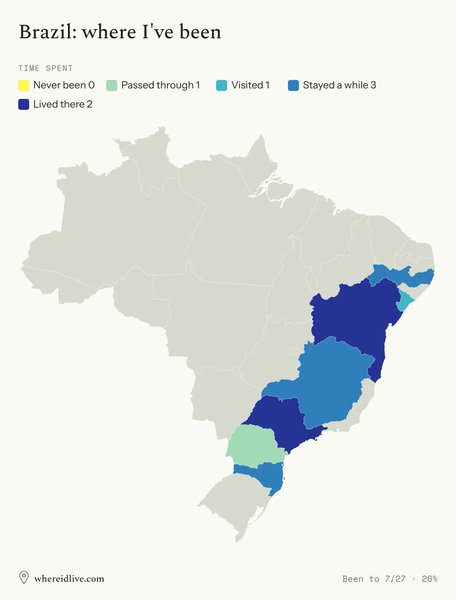 Brazil: where I've been
TIME SPENT
Never been 0 Passed through 1 Visited 1 Stayed a while 3
Lived there 2
whereidlive.com
Been to 7/27 · 26%